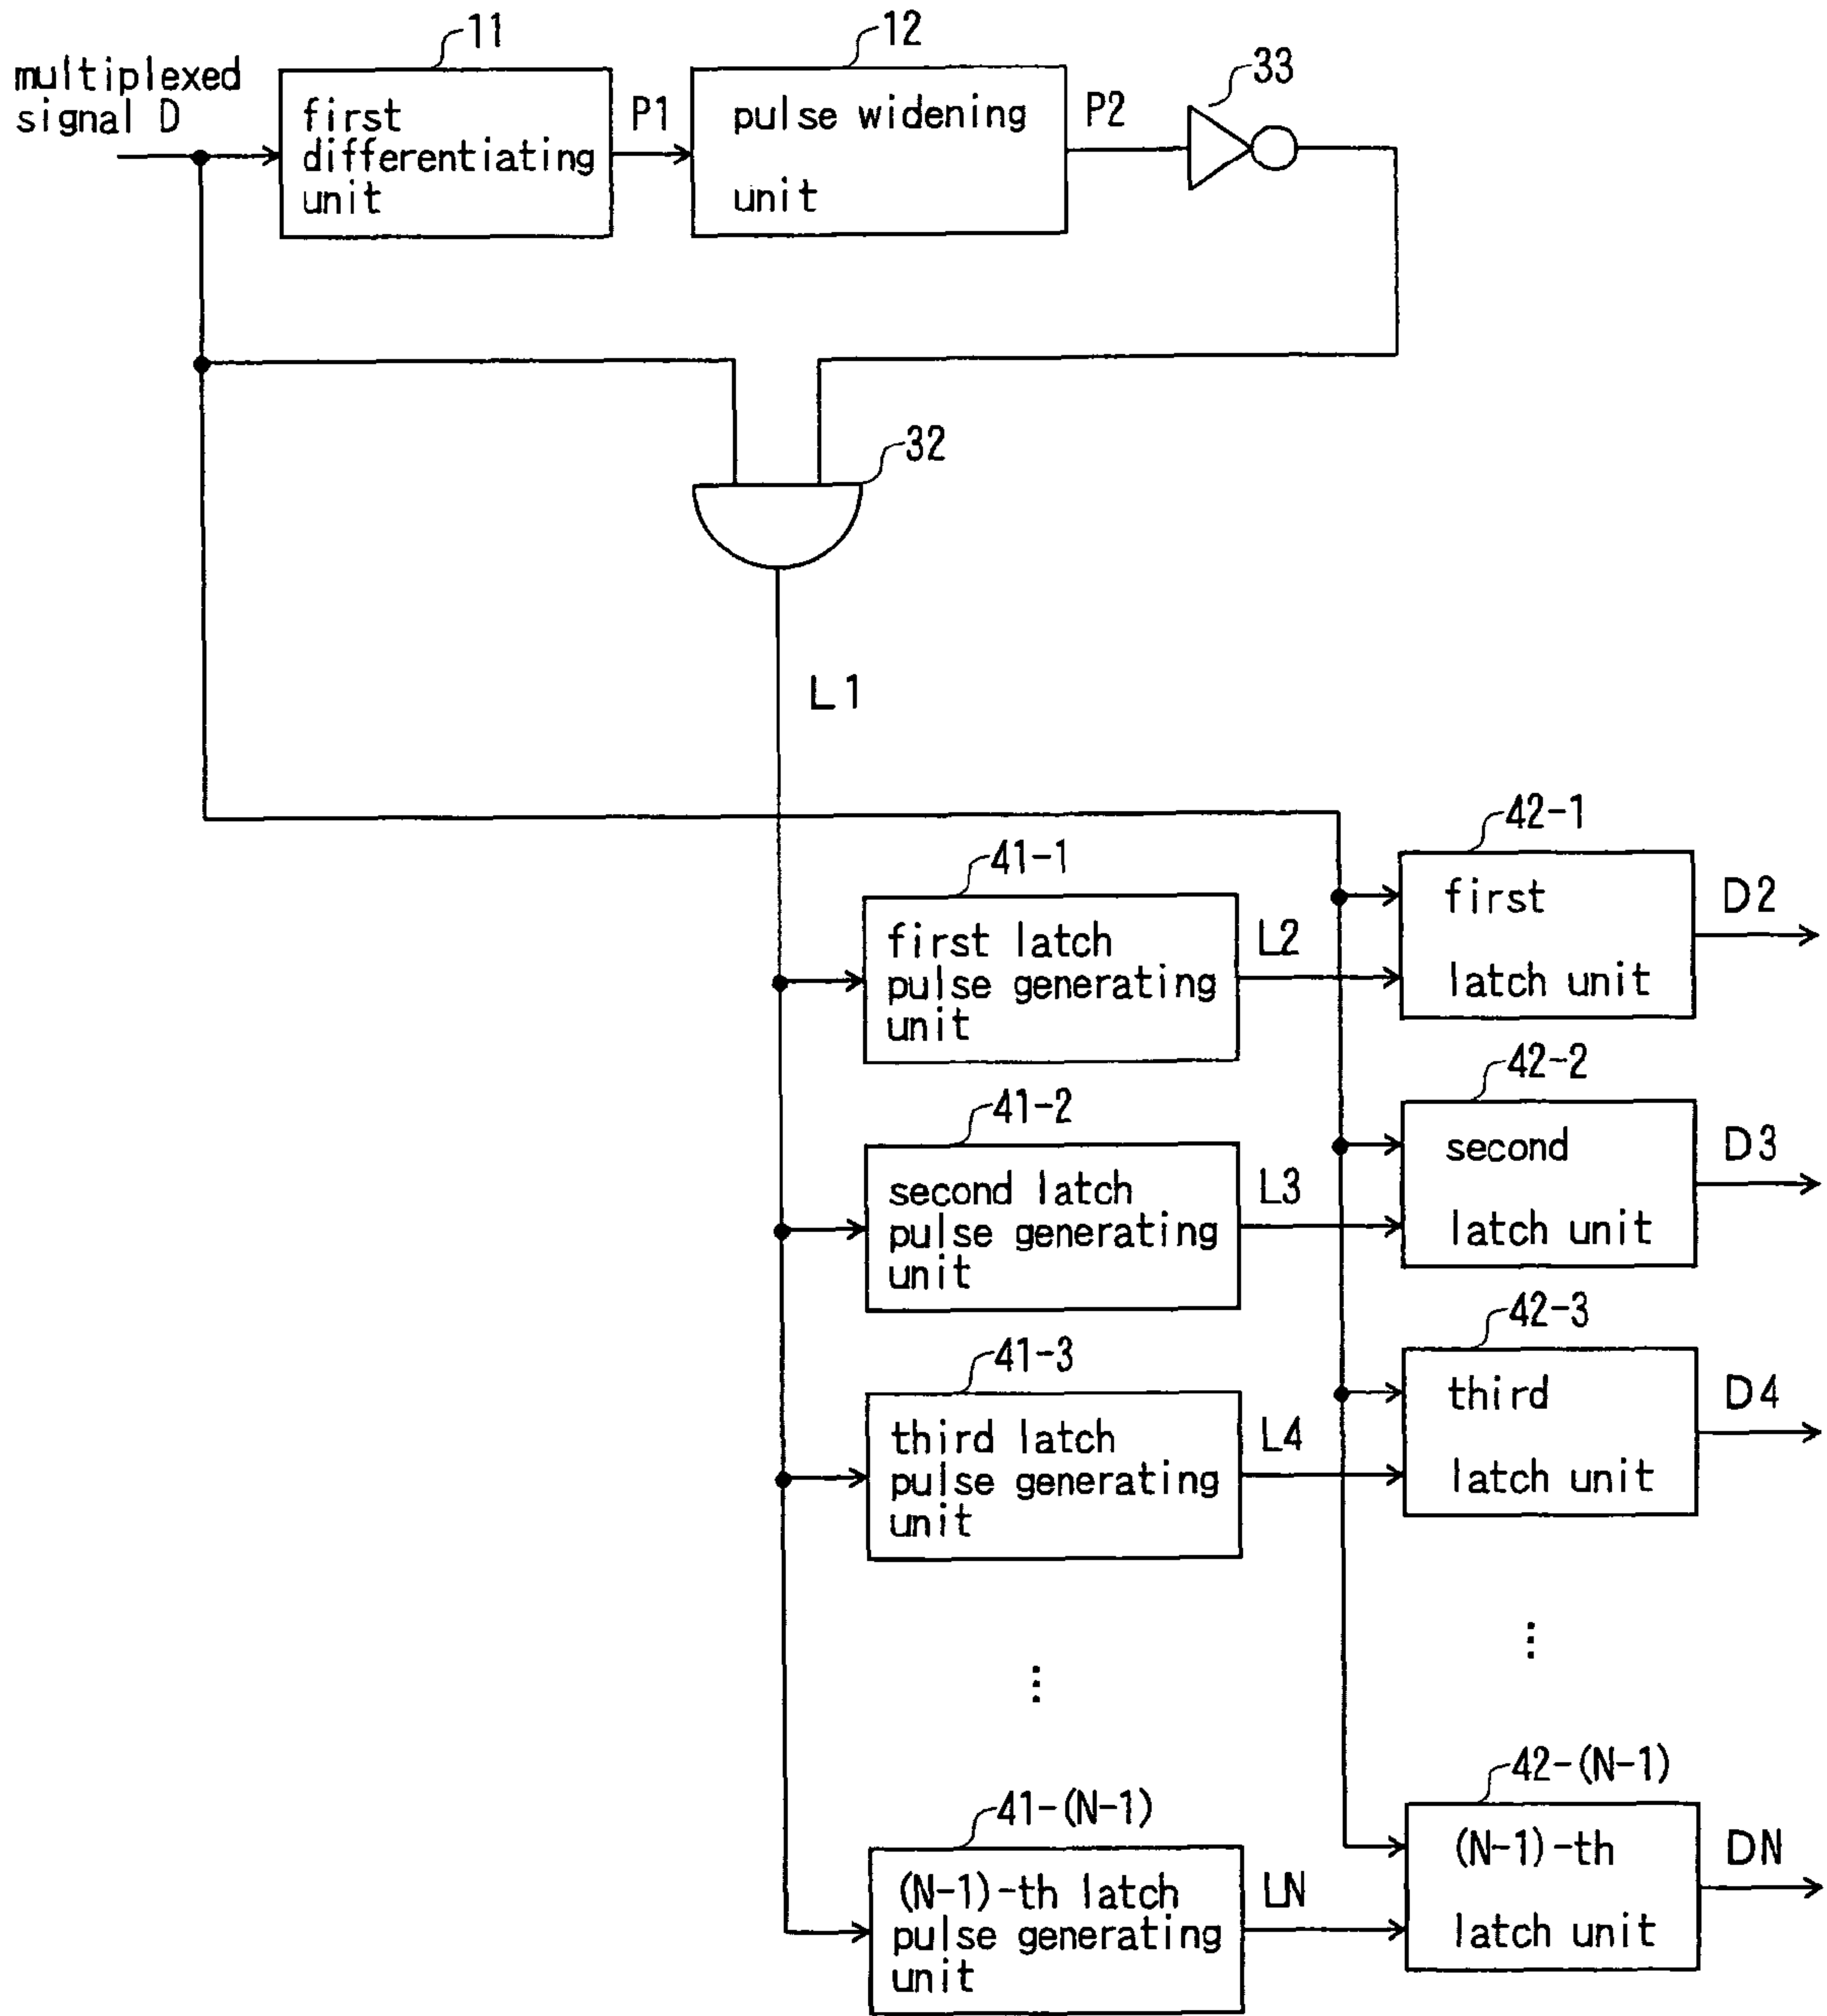 11
12
33
multiplexed
signal D
first
differentiating
unit
P1
pulse widening
unit
P2
32
L1
41-1
first latch
pulse generating
unit
L2
42-1
first
latch unit
D2
41-2
second latch
pulse generating
unit
L3
42-2
second
latch unit
D3
41-3
third latch
pulse generating
unit
L4
42-3
third
latch unit
D4
41-(N-1)
(N-1)-th latch
pulse generating
unit
LN
42-(N-1)
(N-1)-th
latch unit
DN